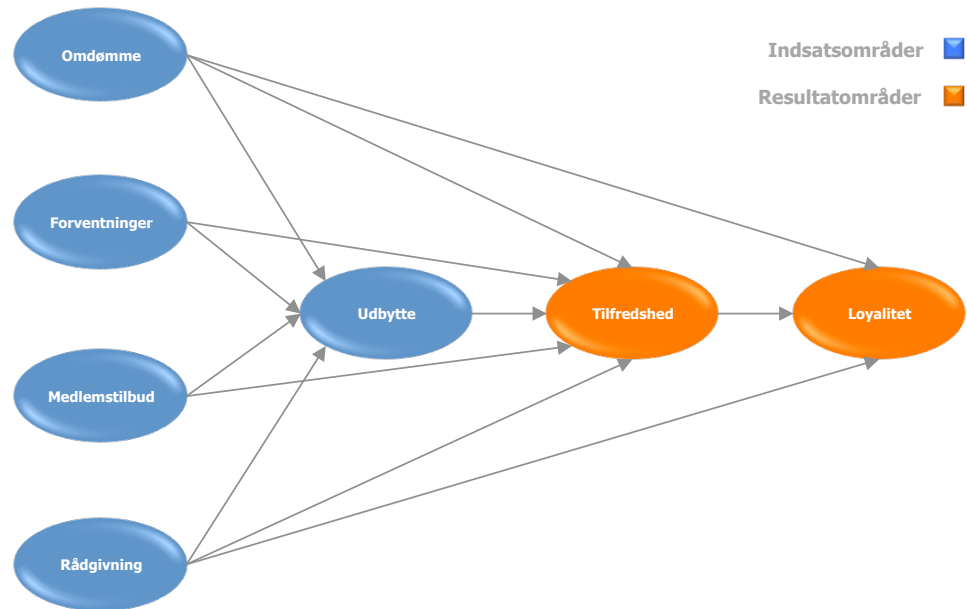 Omdømme
Indsatsområder
Resultatområder
Forventninger
Udbytte
Tilfredshed
Loyalitet
Medlemstilbud
Rådgivning